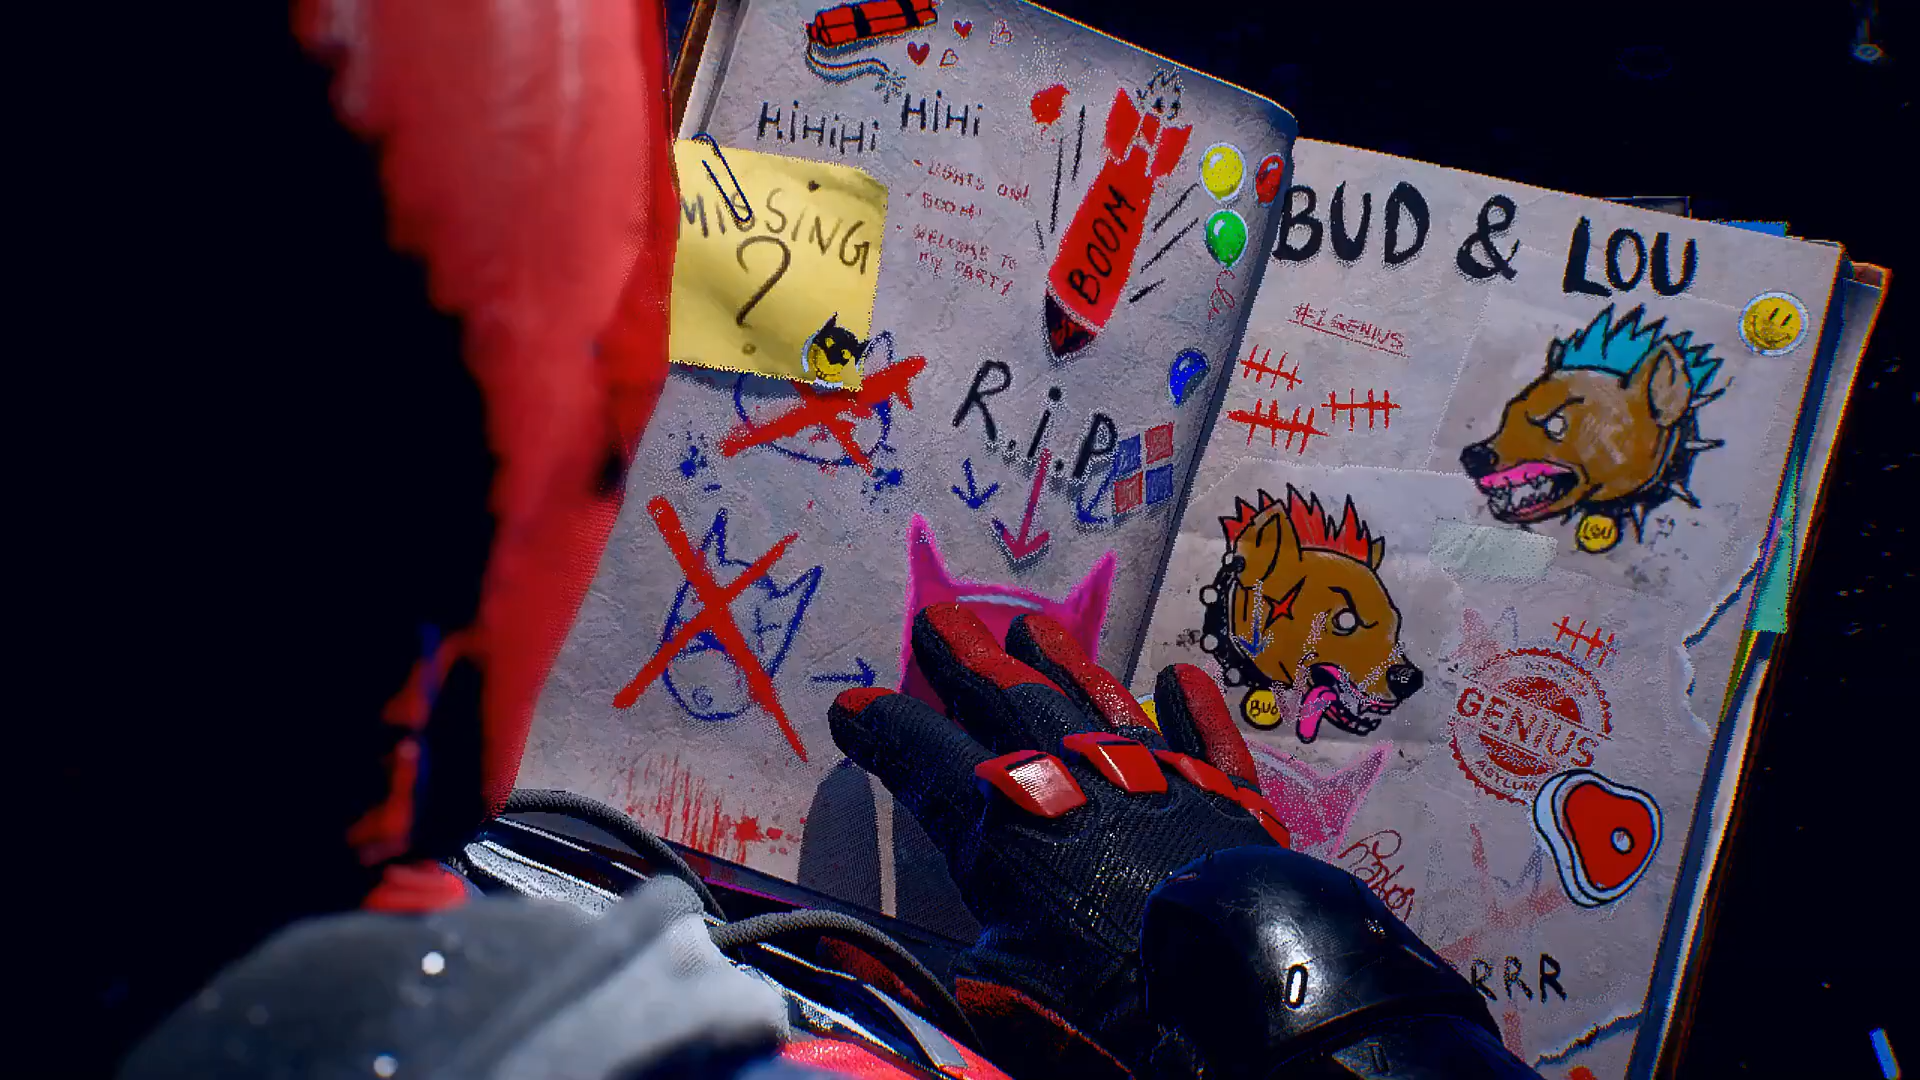 HiHiHi HiHi
MISSING
?
- LIGHTS ON!
- BOOM!
- WELCOME TO
MY PARTY
BOOM
R.i.P
BUD & LOU
#1 GENIUS
LOU
BUD
GENIUS
ASYLUM
RRR